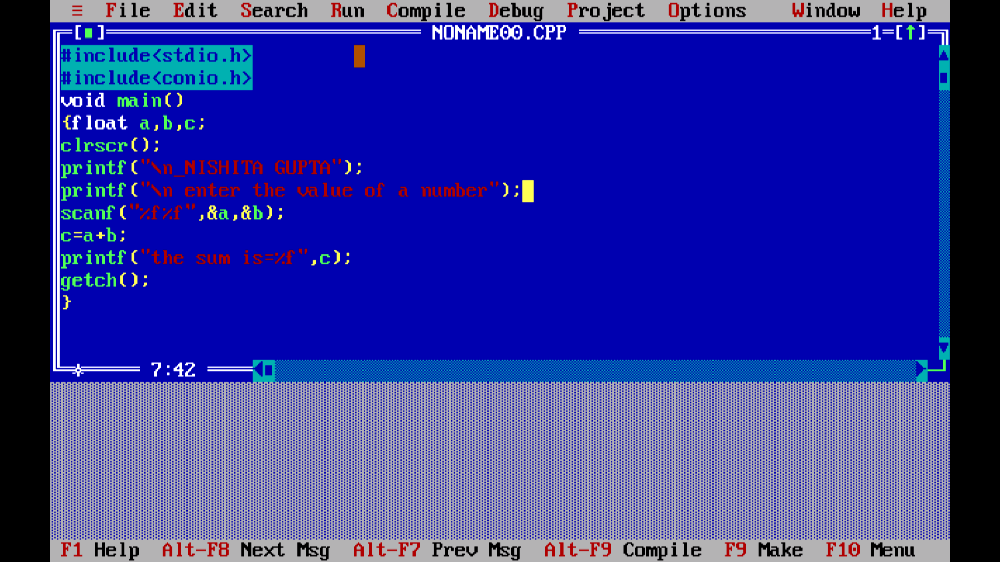 ≡ File Edit Search Run Compile Debug Project Options Window Help
[■] NONAME00.CPP 1=[↑]
#include<stdio.h>
#include<conio.h>
void main()
{float a,b,c;
clrscr();
printf("\n_NISHITA GUPTA");
printf("\n enter the value of a number");
scanf("%f%f",&a,&b);
c=a+b;
printf("the sum is=%f",c);
getch();
}
7:42
F1 Help Alt-F8 Next Msg Alt-F7 Prev Msg Alt-F9 Compile F9 Make F10 Menu